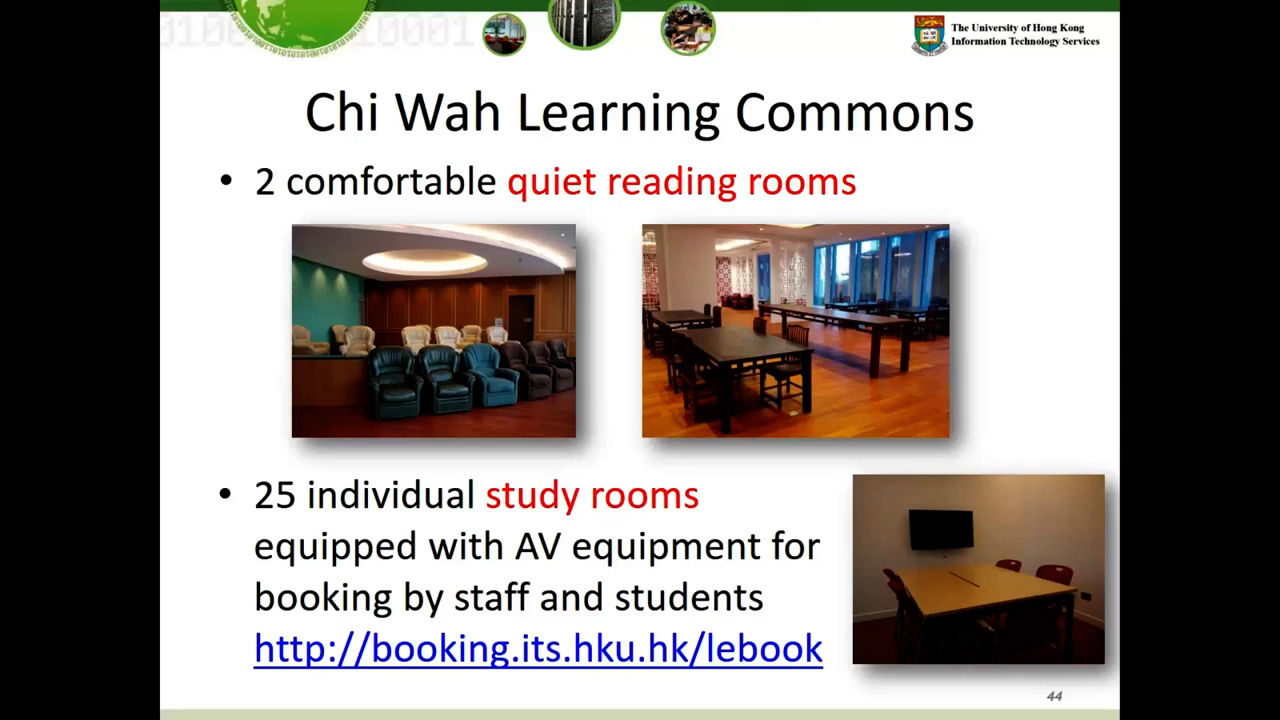 The University of Hong Kong
Information Technology Services
Chi Wah Learning Commons
• 2 comfortable quiet reading rooms
• 25 individual study rooms
equipped with AV equipment for
booking by staff and students
http://booking.its.hku.hk/lebook
44